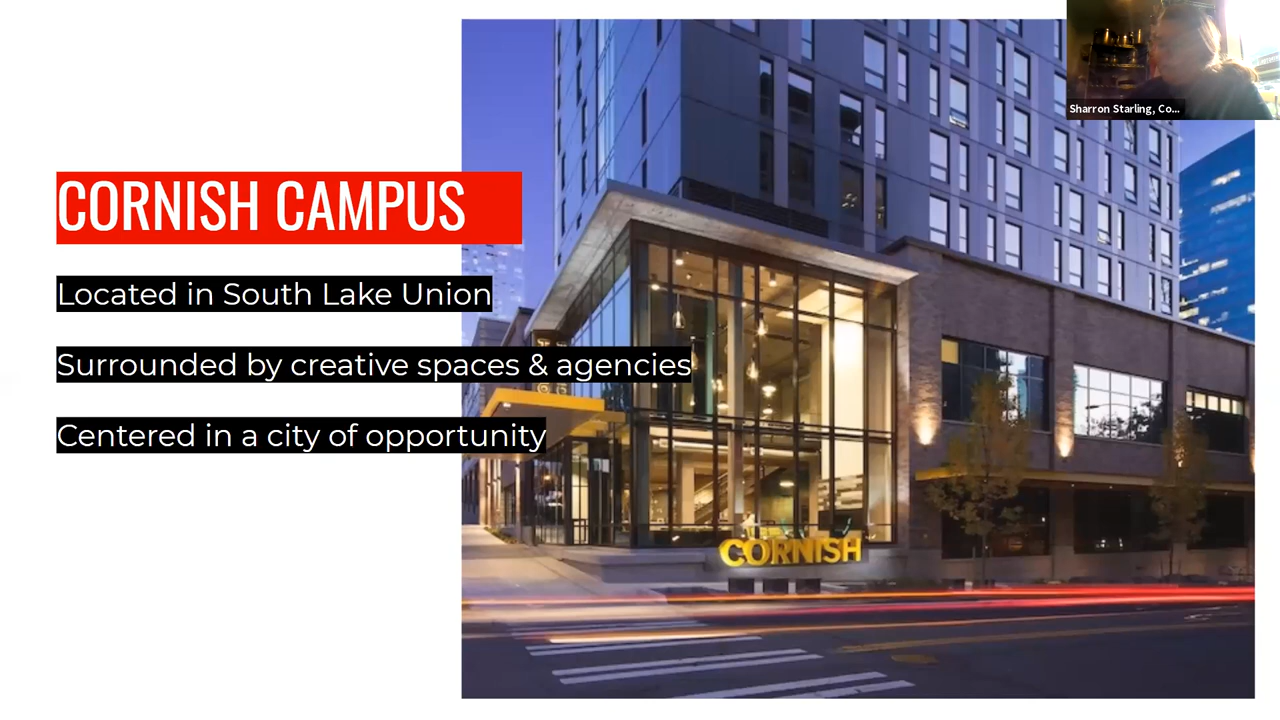 Sharron Starling, Co...
CORNISH CAMPUS
Located in South Lake Union
Surrounded by creative spaces & agencies
Centered in a city of opportunity
CORNISH